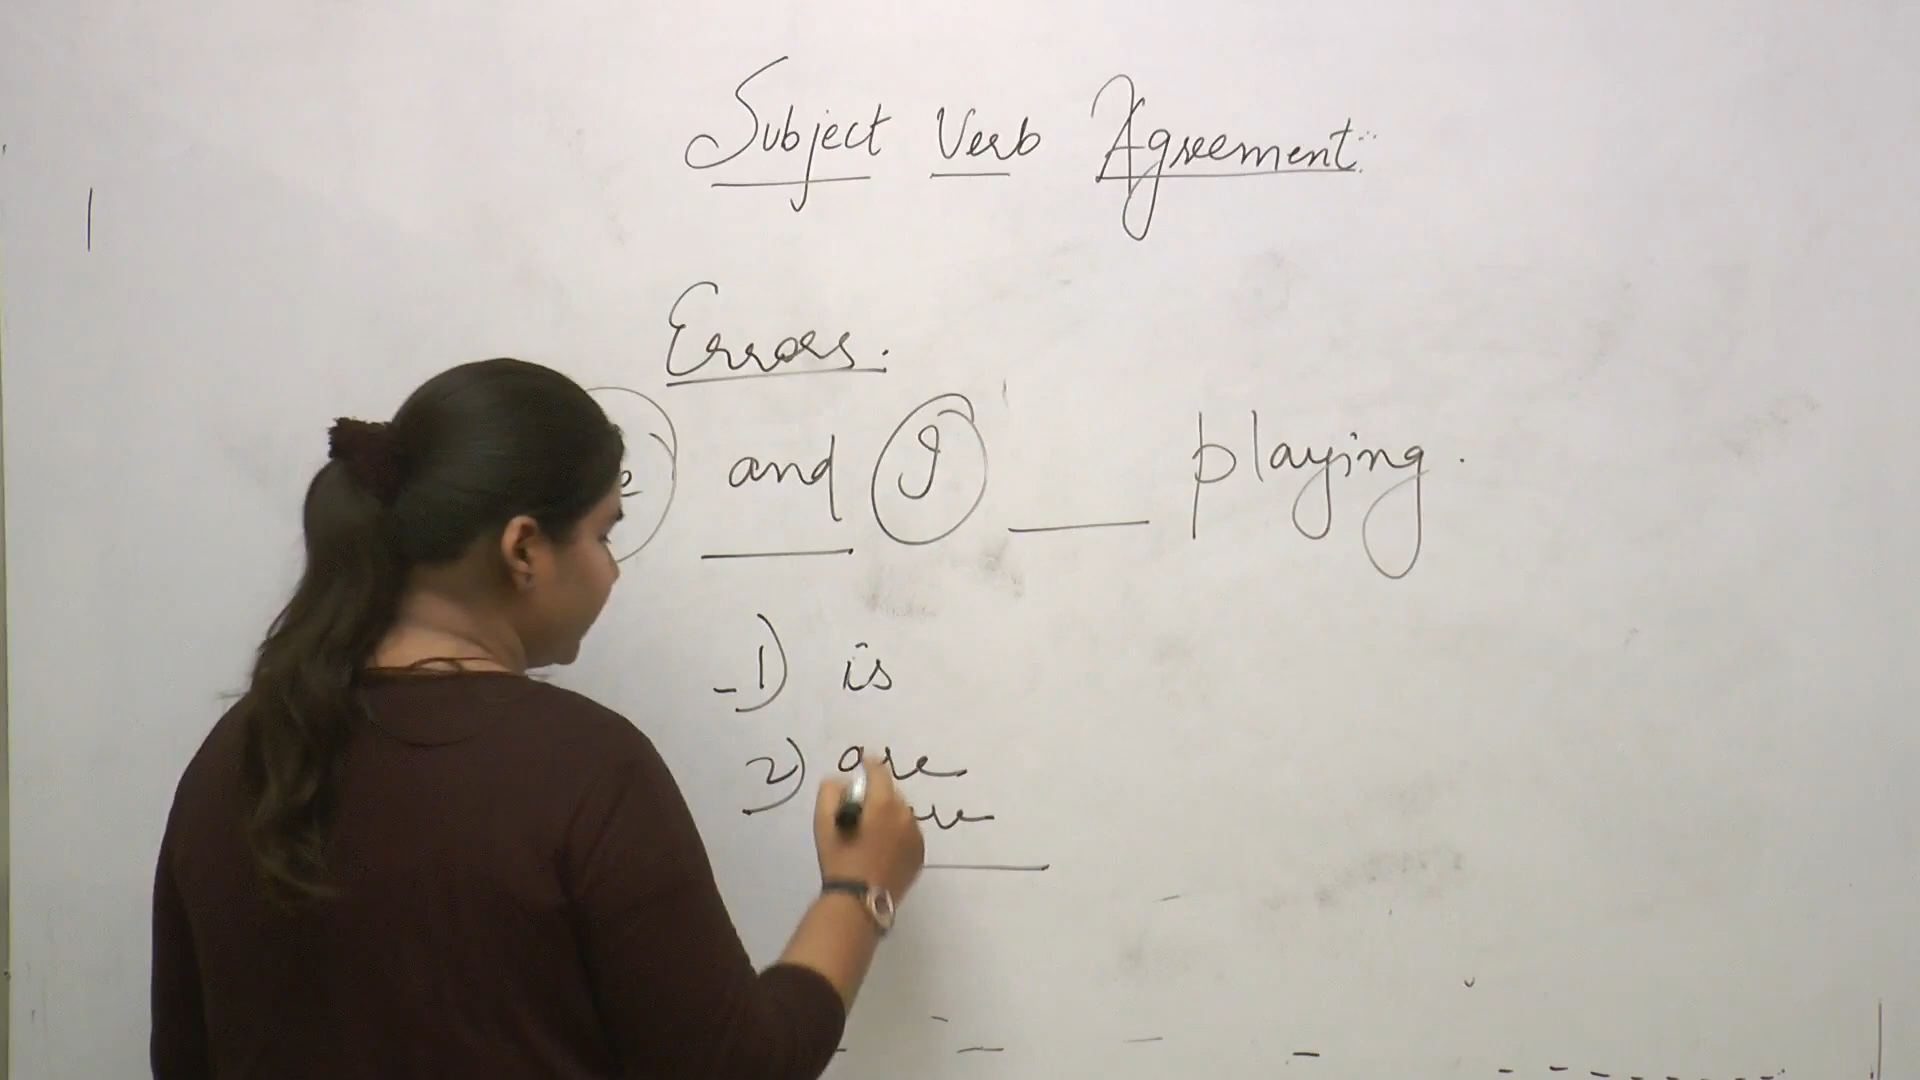 Subject Verb Agreement
Errors.
and I ___ playing.
1) is
2) are